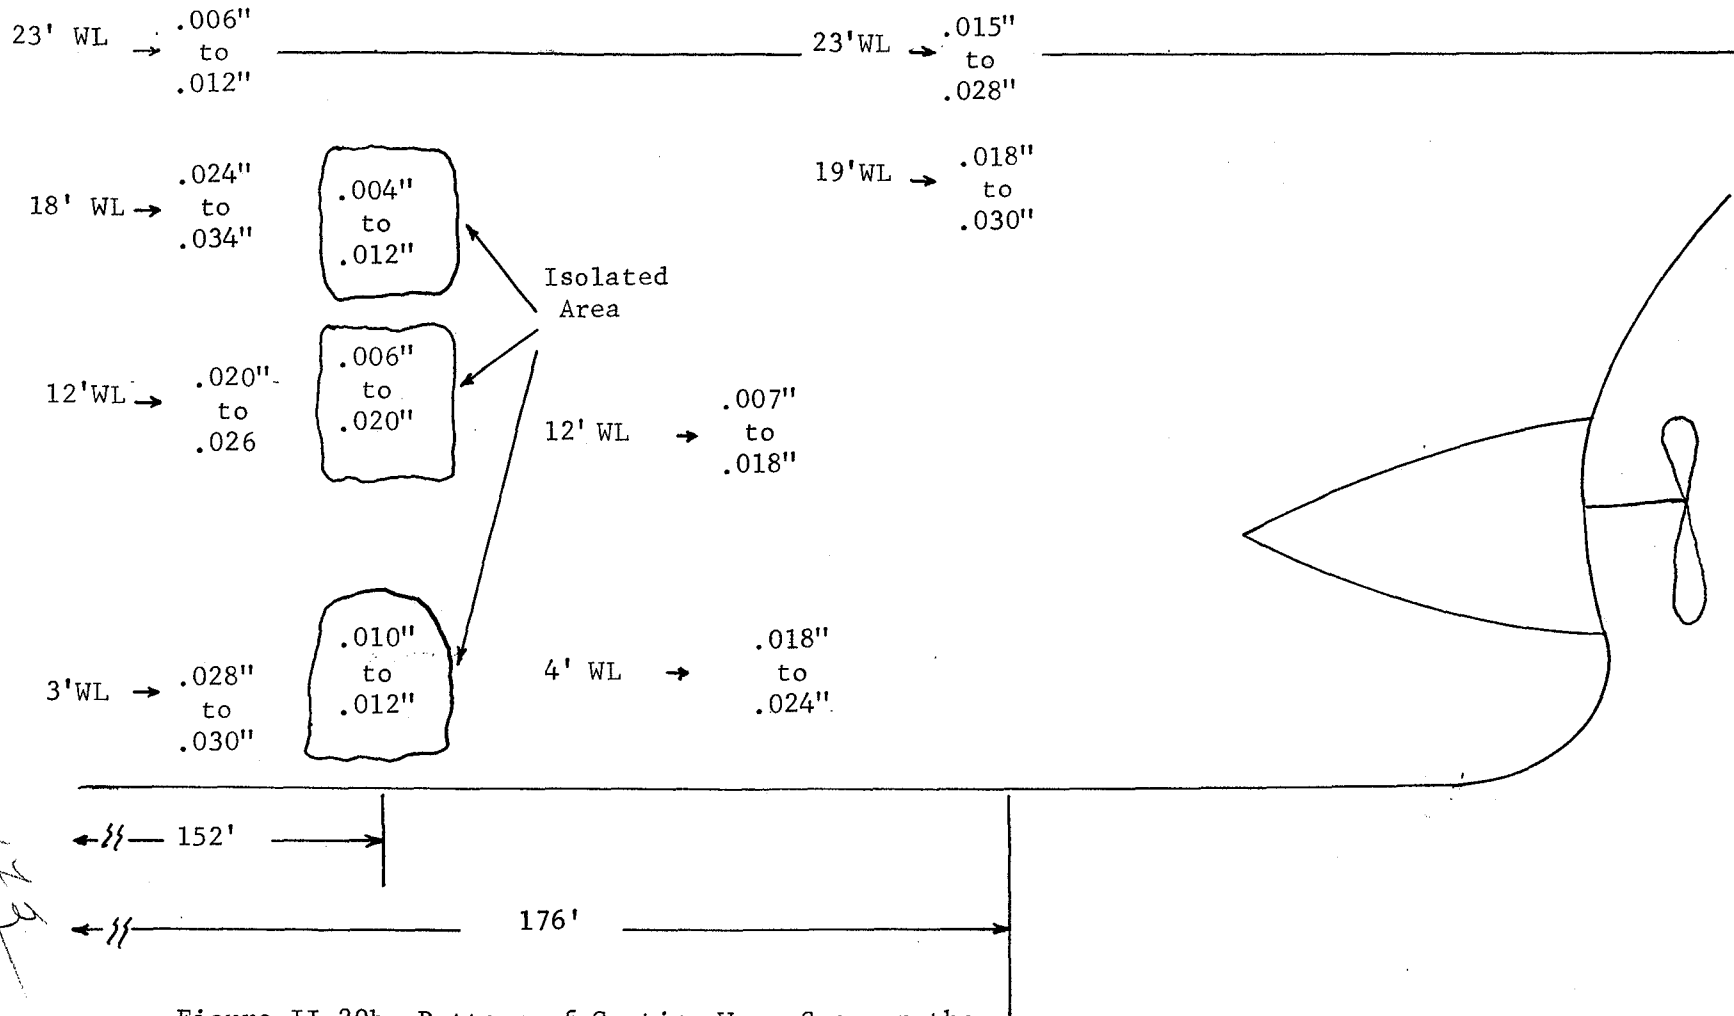 23' WL → .006"
to
.012"
23'WL → .015"
to
.028"
18' WL → .024"
to
.034"
.004"
to
.012"
19'WL → .018"
to
.030"
Isolated
Area
12'WL → .020"
to
.026
.006"
to
.020"
12' WL → .007"
to
.018"
3'WL → .028"
to
.030"
.010"
to
.012"
4' WL → .018"
to
.024"
152'
176'
Figure II